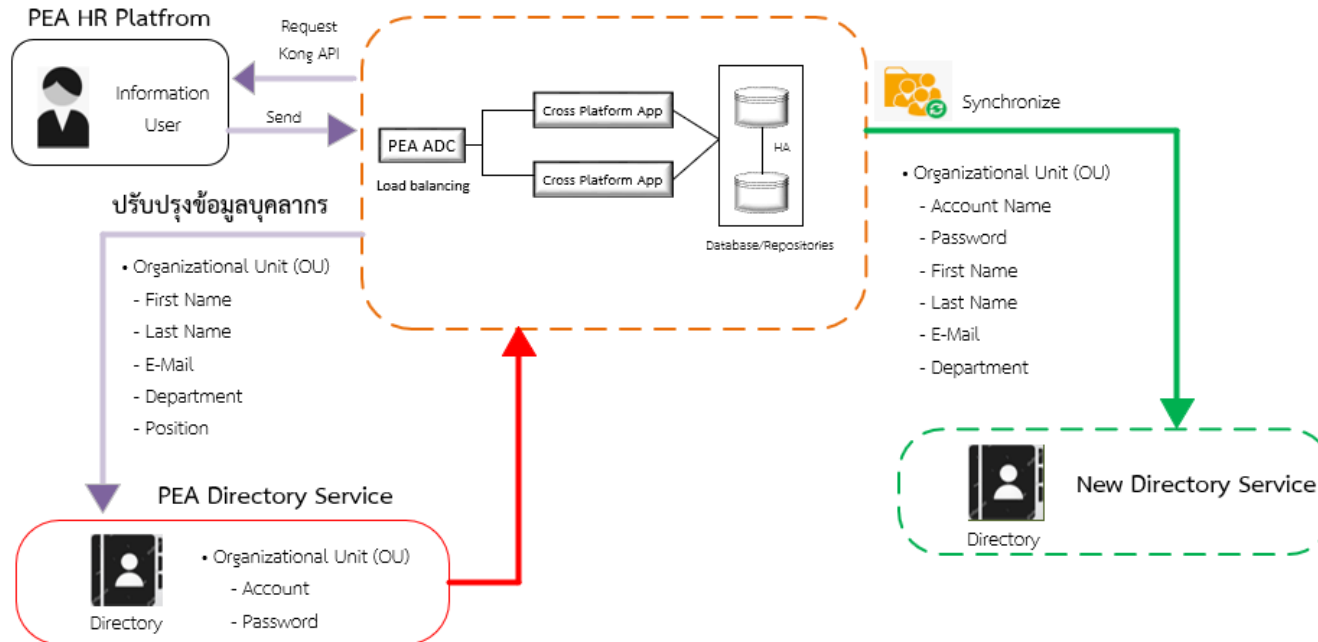 PEA HR Platfrom
Information
User
Request
Kong API
Send
PEA ADC
Load balancing
Cross Platform App
Cross Platform App
HA
Database/Repositories
Synchronize
• Organizational Unit (OU)
- Account Name
- Password
- First Name
- Last Name
- E-Mail
- Department
ปรับปรุงข้อมูลบุคลากร
• Organizational Unit (OU)
- First Name
- Last Name
- E-Mail
- Department
- Position
PEA Directory Service
Directory
• Organizational Unit (OU)
- Account
- Password
New Directory Service
Directory